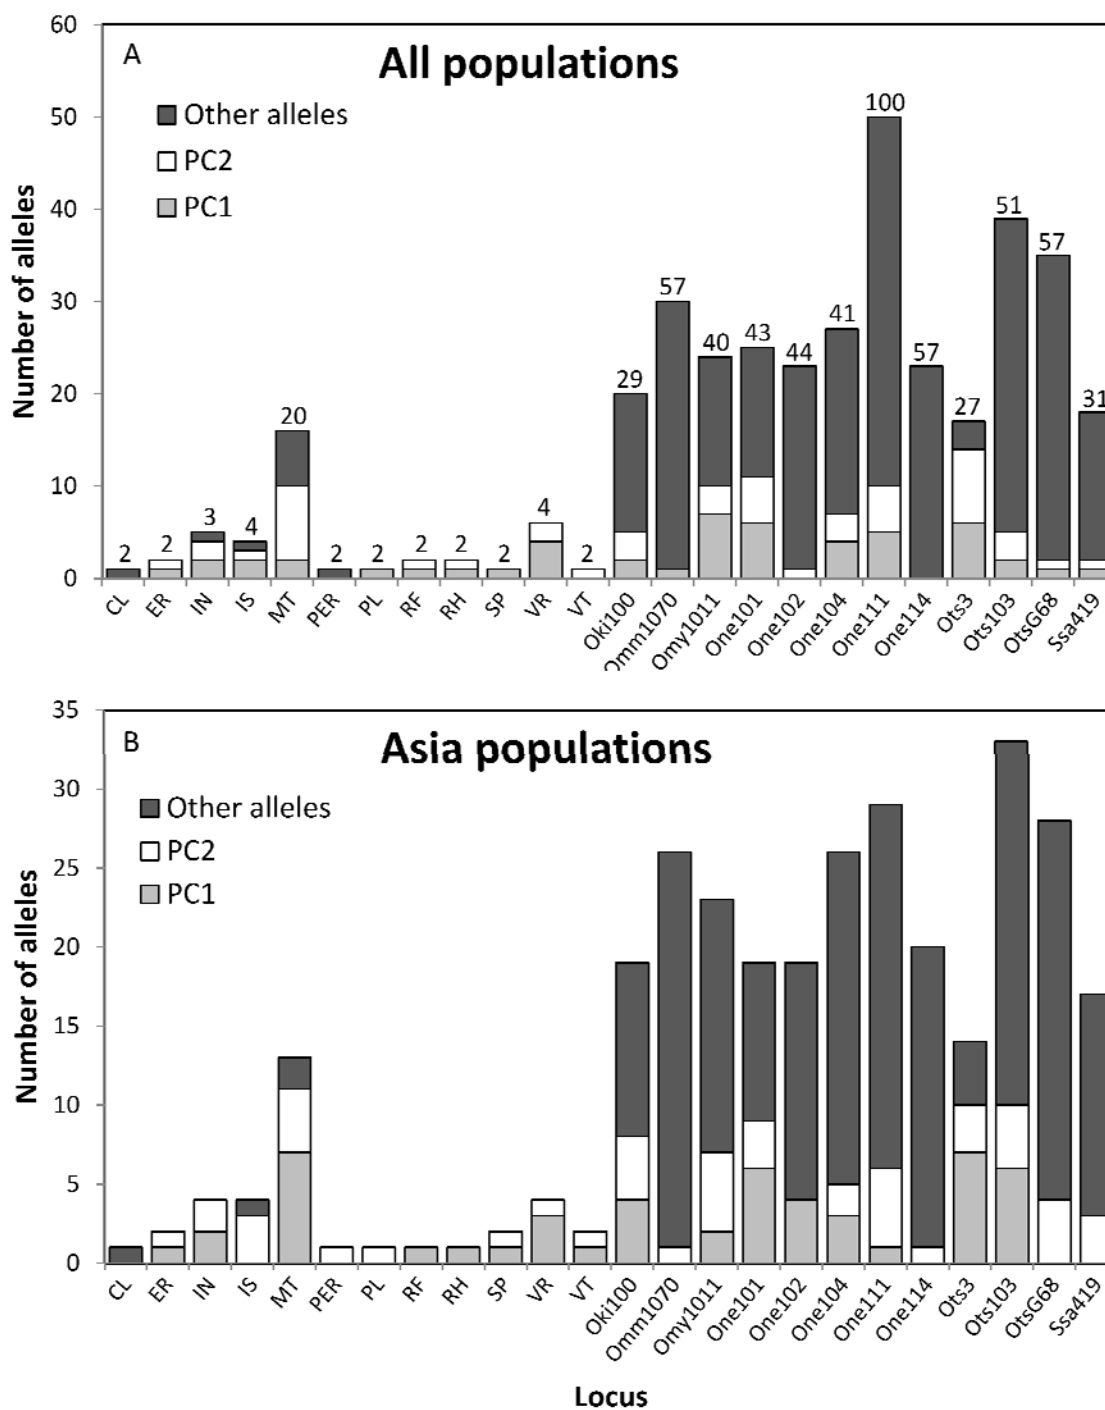 A
All populations
Other alleles
PC2
PC1
Number of alleles
60
50
40
30
20
10
0
2
2
3
4
20
2
2
2
2
2
4
2
29
57
40
43
44
41
100
57
27
51
57
31
CL
ER
IN
IS
MT
PER
PL
RF
RH
SP
VR
VT
Oki100
Omm1070
Omy1011
One101
One102
One104
One111
One114
Ots3
Ots103
OtsG68
Ssa419
B
Asia populations
Other alleles
PC2
PC1
Number of alleles
35
30
25
20
15
10
5
0
CL
ER
IN
IS
MT
PER
PL
RF
RH
SP
VR
VT
Oki100
Omm1070
Omy1011
One101
One102
One104
One111
One114
Ots3
Ots103
OtsG68
Ssa419
Locus